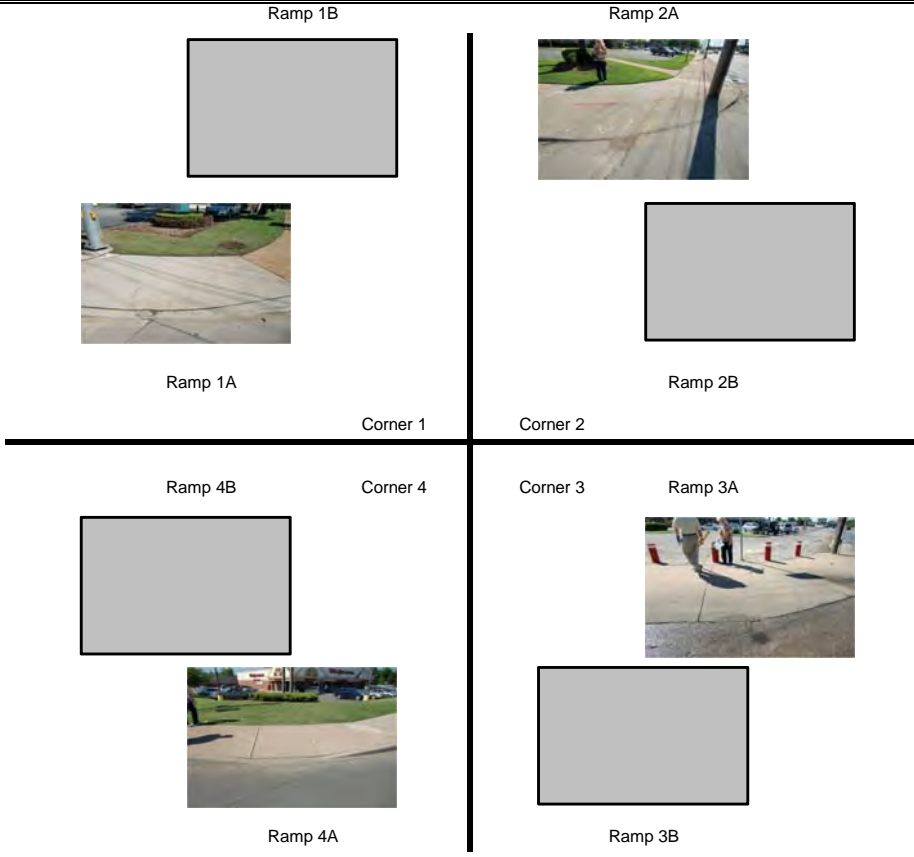 Ramp 1B
Ramp 2A
Ramp 1A
Ramp 2B
Corner 1
Corner 2
Ramp 4B
Corner 4
Corner 3
Ramp 3A
Ramp 4A
Ramp 3B